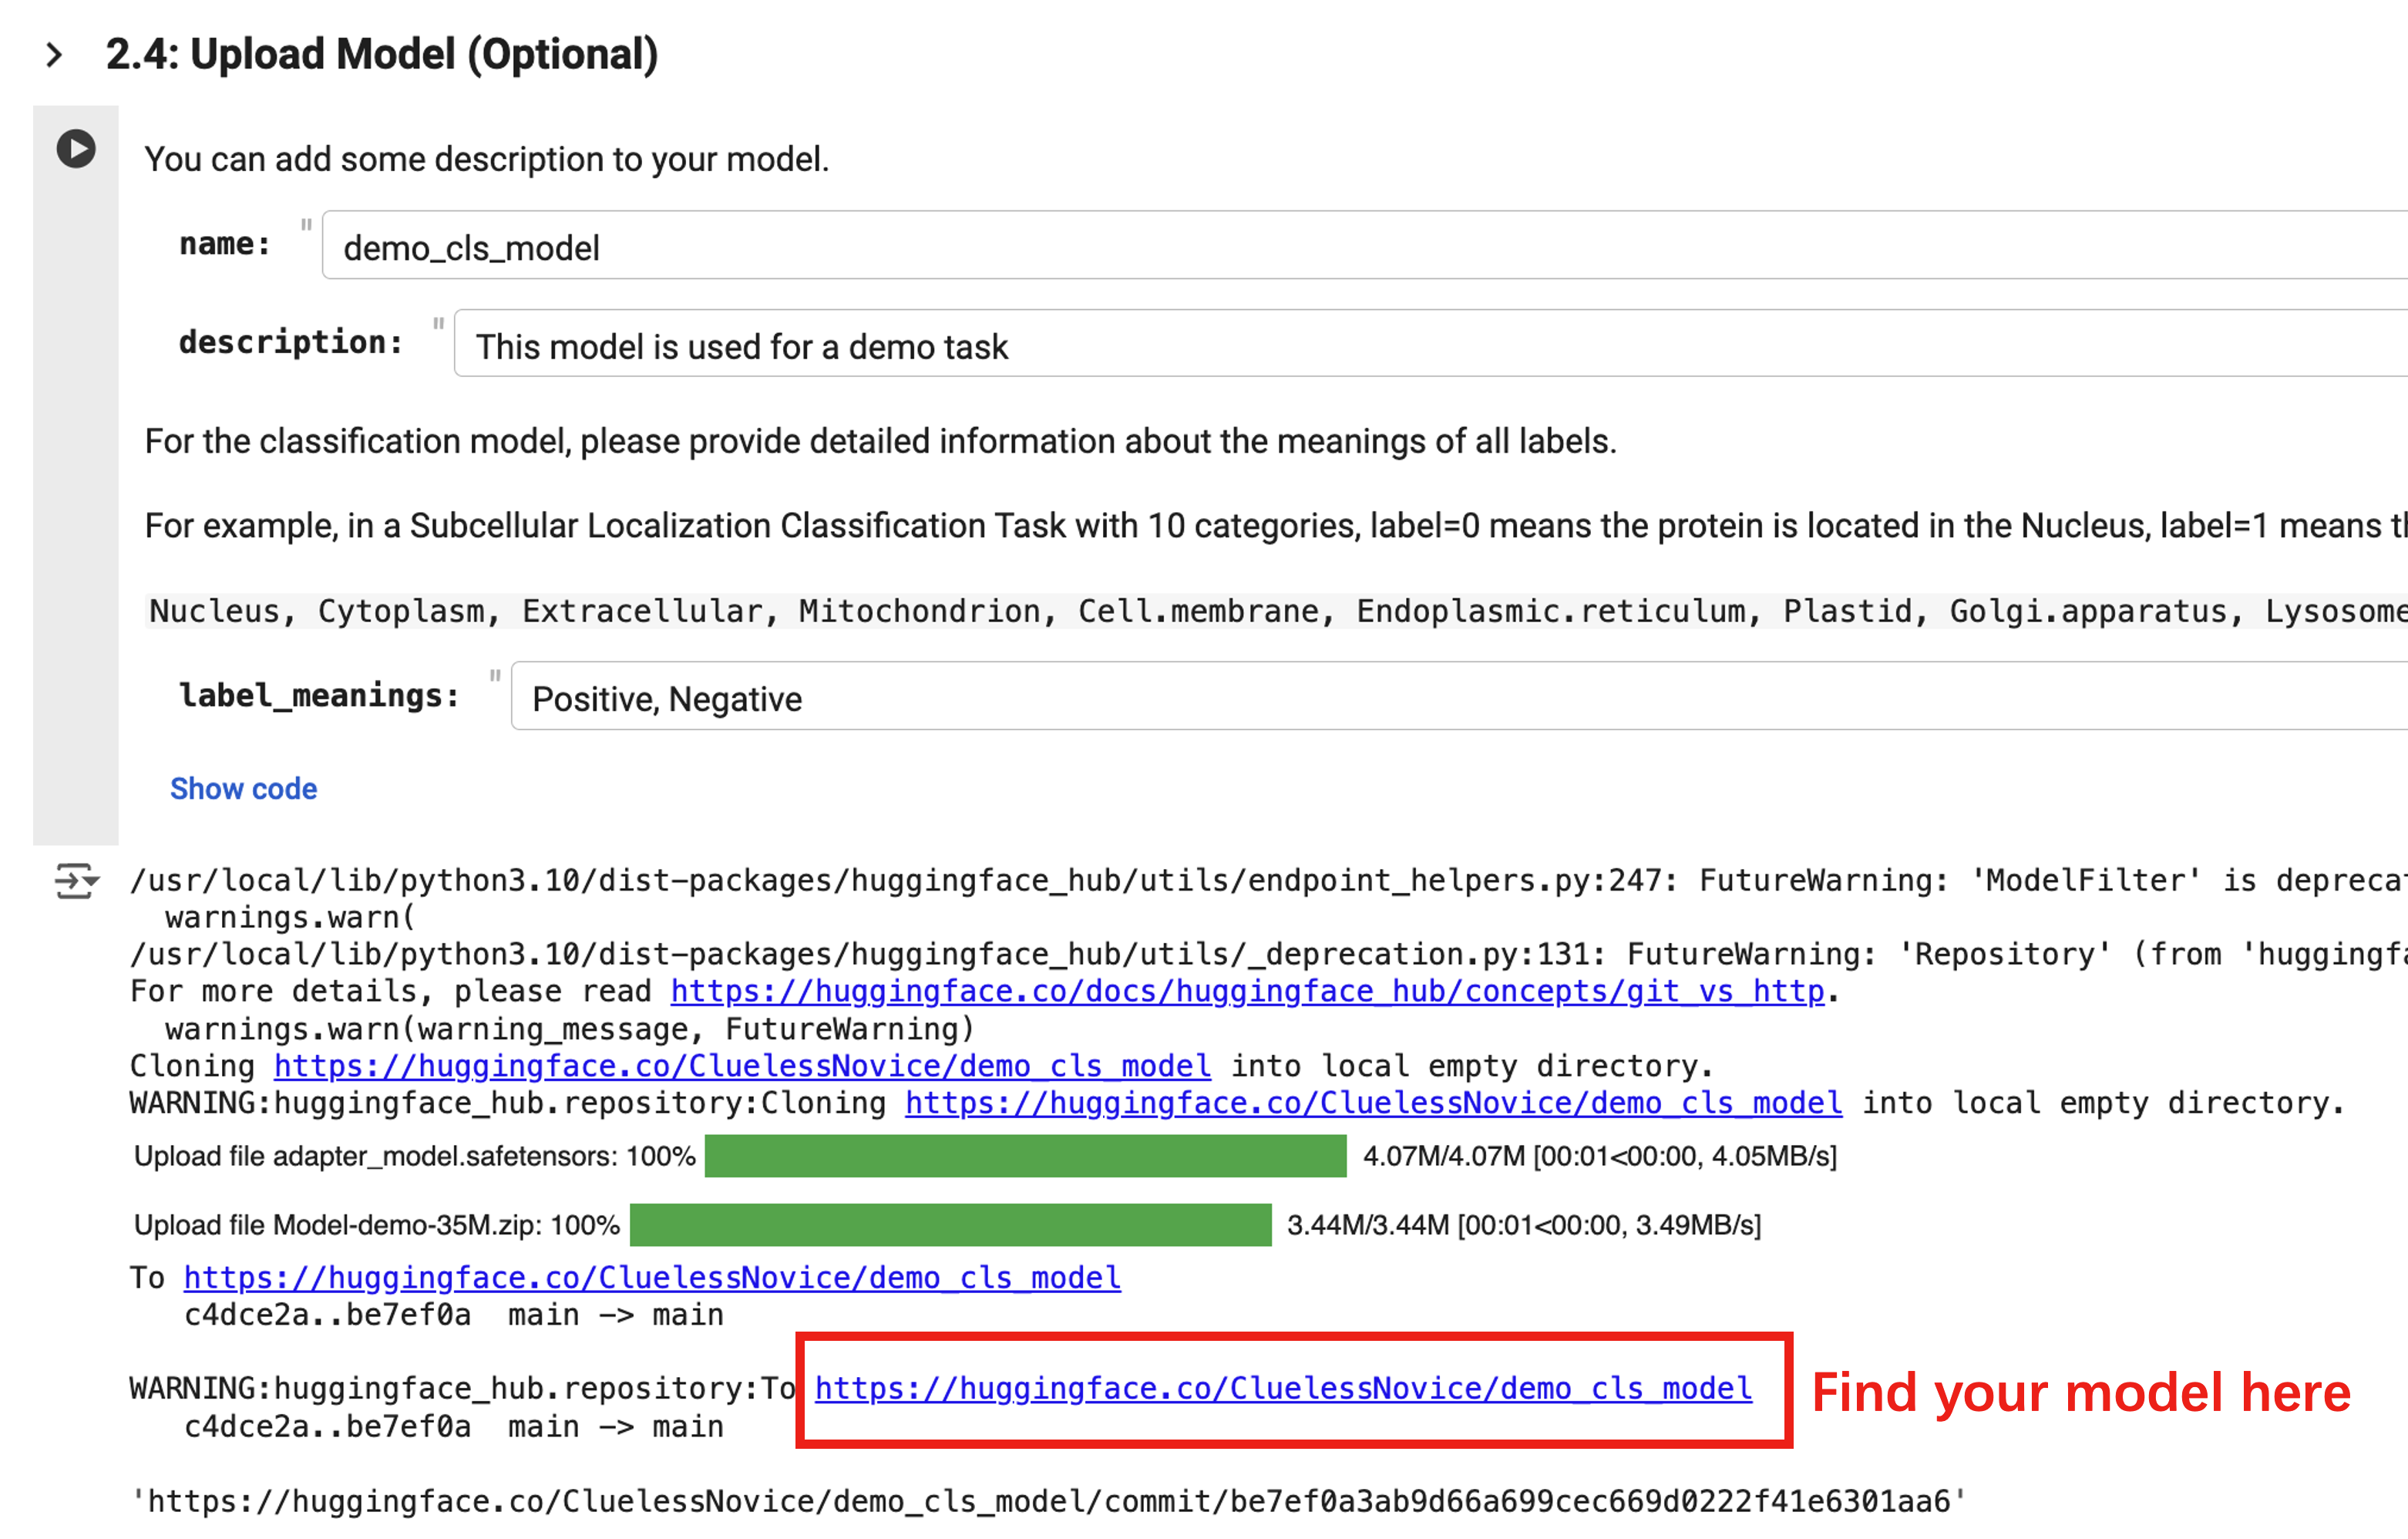 2.4: Upload Model (Optional)
You can add some description to your model.
name: " demo_cls_model
description: " This model is used for a demo task
For the classification model, please provide detailed information about the meanings of all labels.
For example, in a Subcellular Localization Classification Task with 10 categories, label=0 means the protein is located in the Nucleus, label=1 means
Nucleus, Cytoplasm, Extracellular, Mitochondrion, Cell.membrane, Endoplasmic.reticulum, Plastid, Golgi.apparatus, Lysosome
label_meanings: " Positive, Negative
Show code
/usr/local/lib/python3.10/dist-packages/huggingface_hub/utils/endpoint_helpers.py:247: FutureWarning: 'ModelFilter' is
warnings.warn(
/usr/local/lib/python3.10/dist-packages/huggingface_hub/utils/_deprecation.py:131: FutureWarning: 'Repository' (from
For more details, please read https://huggingface.co/docs/huggingface_hub/concepts/git_vs_http.
warnings.warn(warning_message, FutureWarning)
Cloning https://huggingface.co/CluelessNovice/demo_cls_model into local empty directory.
WARNING:huggingface_hub.repository:Cloning https://huggingface.co/CluelessNovice/demo_cls_model into local empty directory.
Upload file adapter_model.safetensors: 100% 4.07M/4.07M [00:01<00:00, 4.05MB/s]
Upload file Model-demo-35M.zip: 100% 3.44M/3.44M [00:01<00:00, 3.49MB/s]
To https://huggingface.co/CluelessNovice/demo_cls_model
c4dce2a..be7ef0a main -> main
WARNING:huggingface_hub.repository:To https://huggingface.co/CluelessNovice/demo_cls_model Find your model here
c4dce2a..be7ef0a main -> main
'https://huggingface.co/CluelessNovice/demo_cls_model/commit/be7ef0a3ab9d66a699cec669d0222f41e6301aa6'